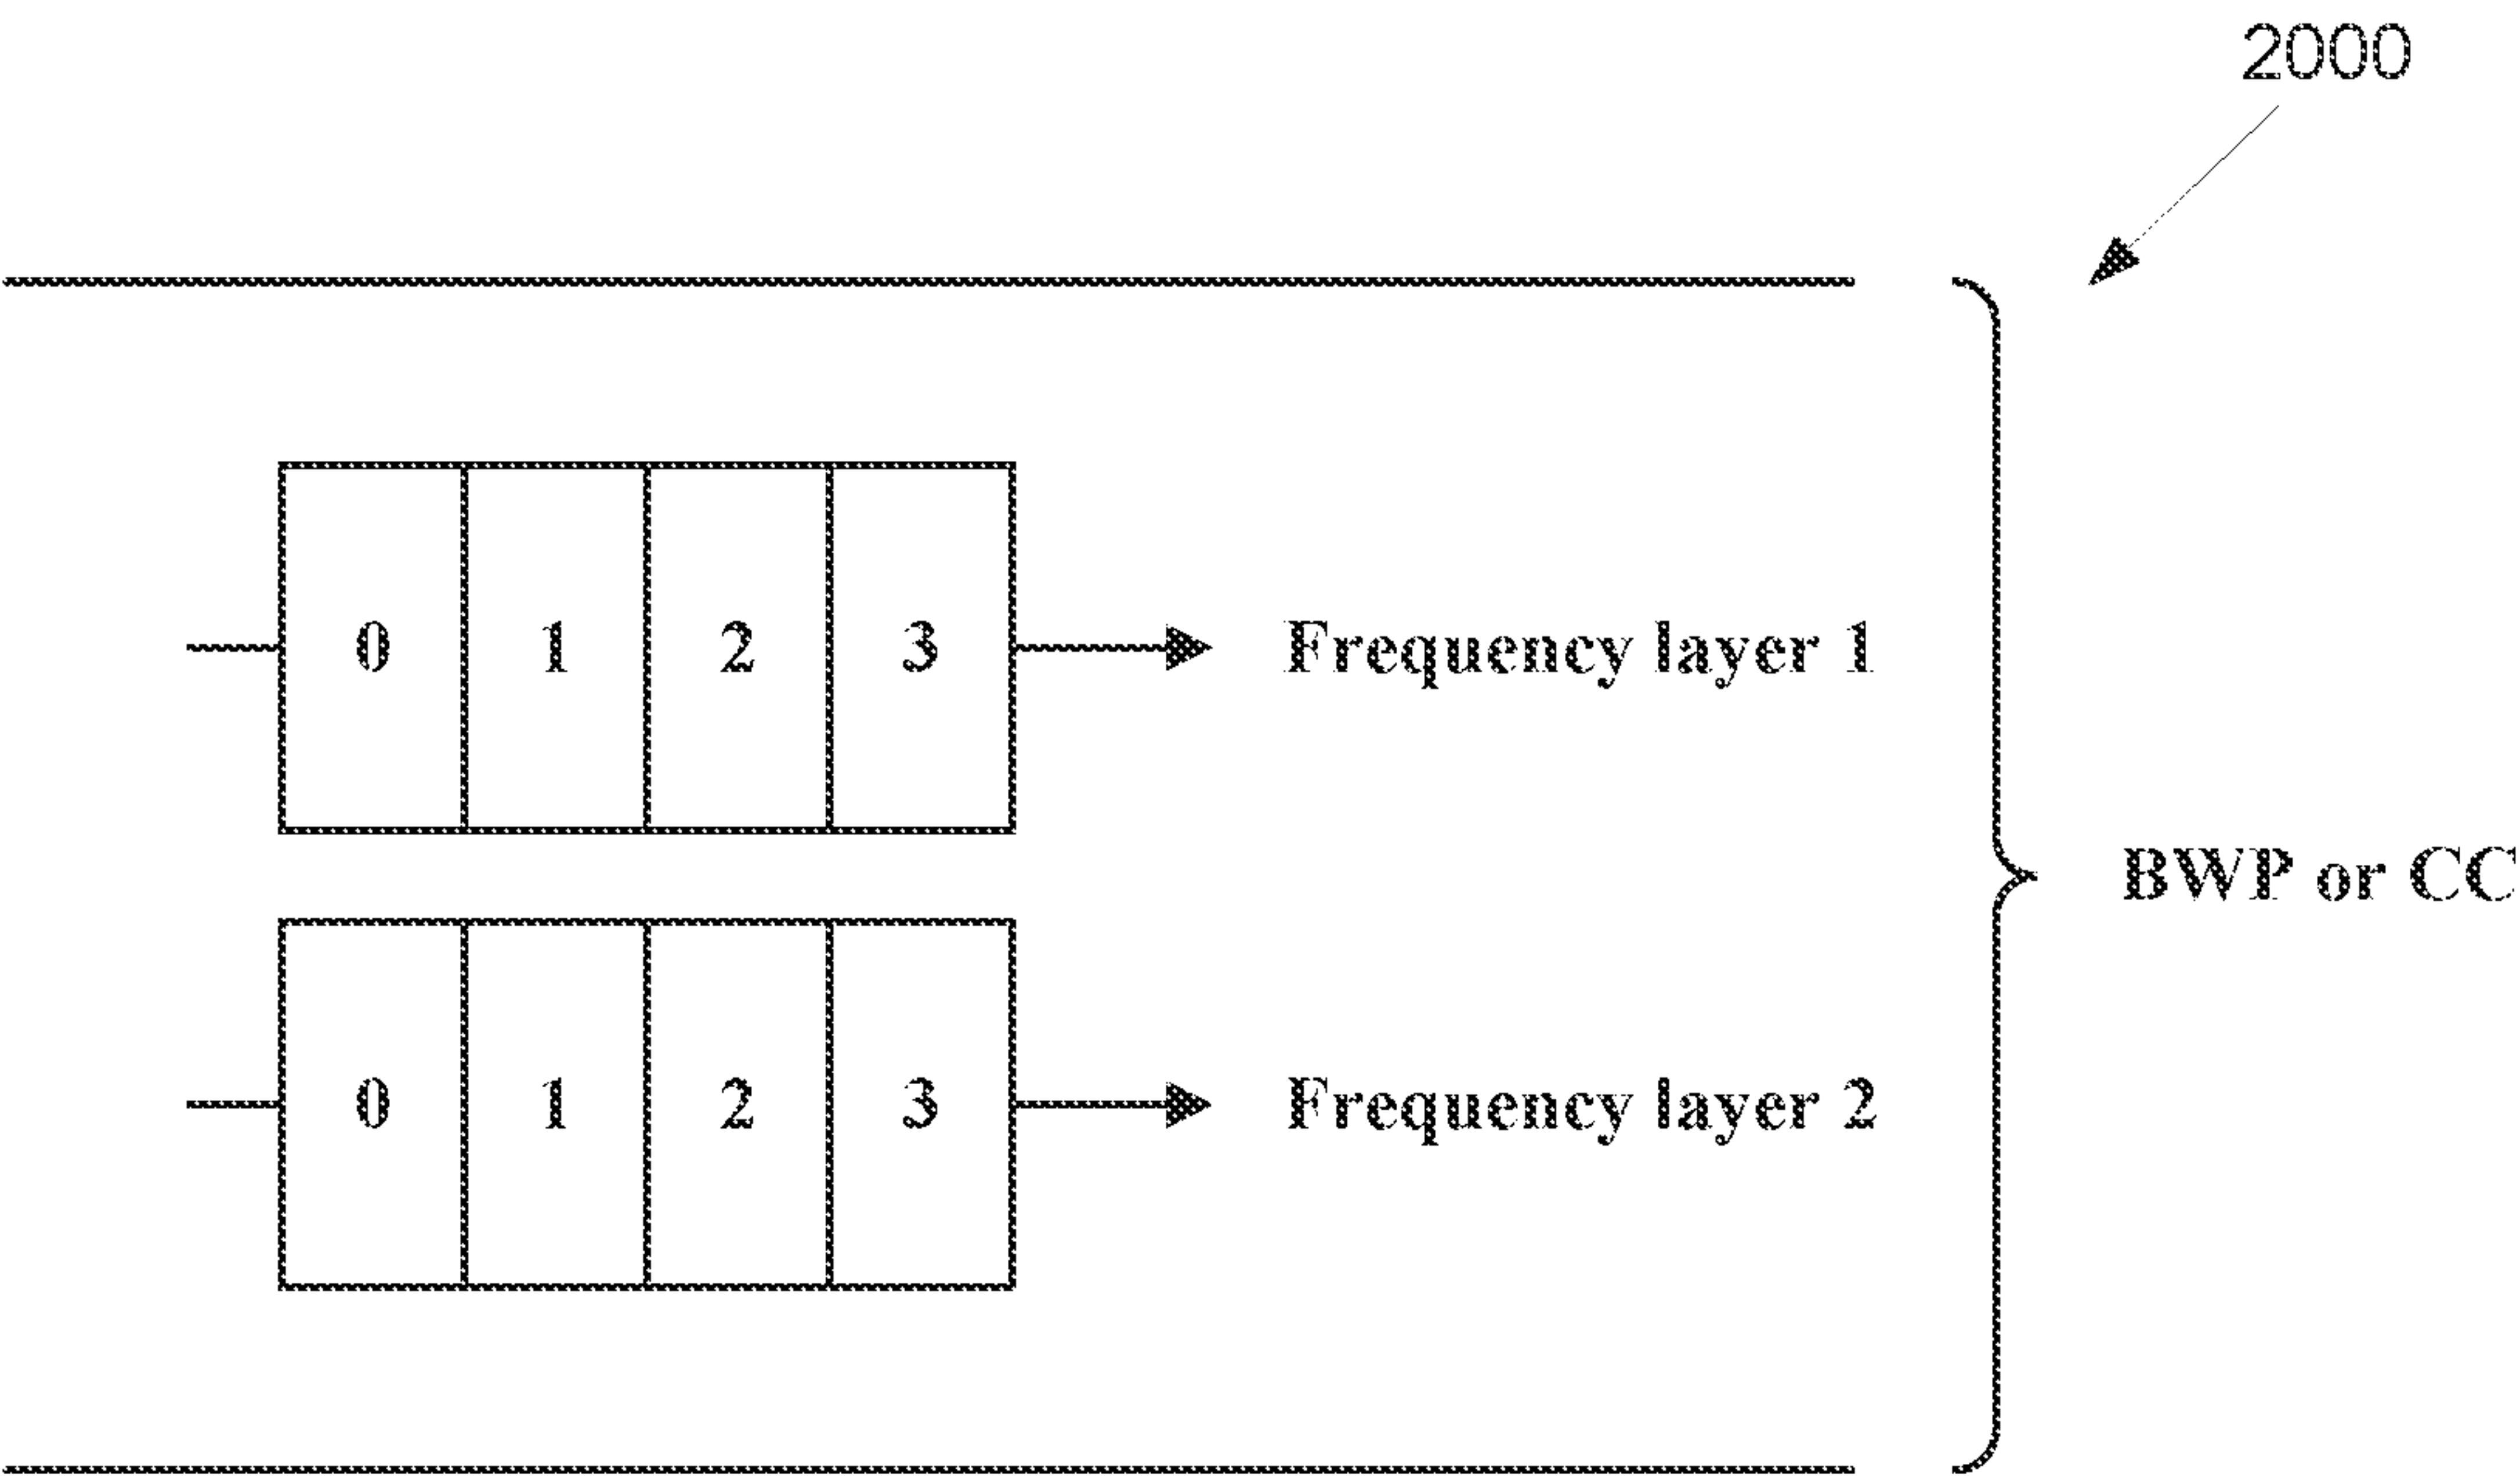 2000
0 1 2 3 Frequency layer 1
BWP or CC
0 1 2 3 Frequency layer 2